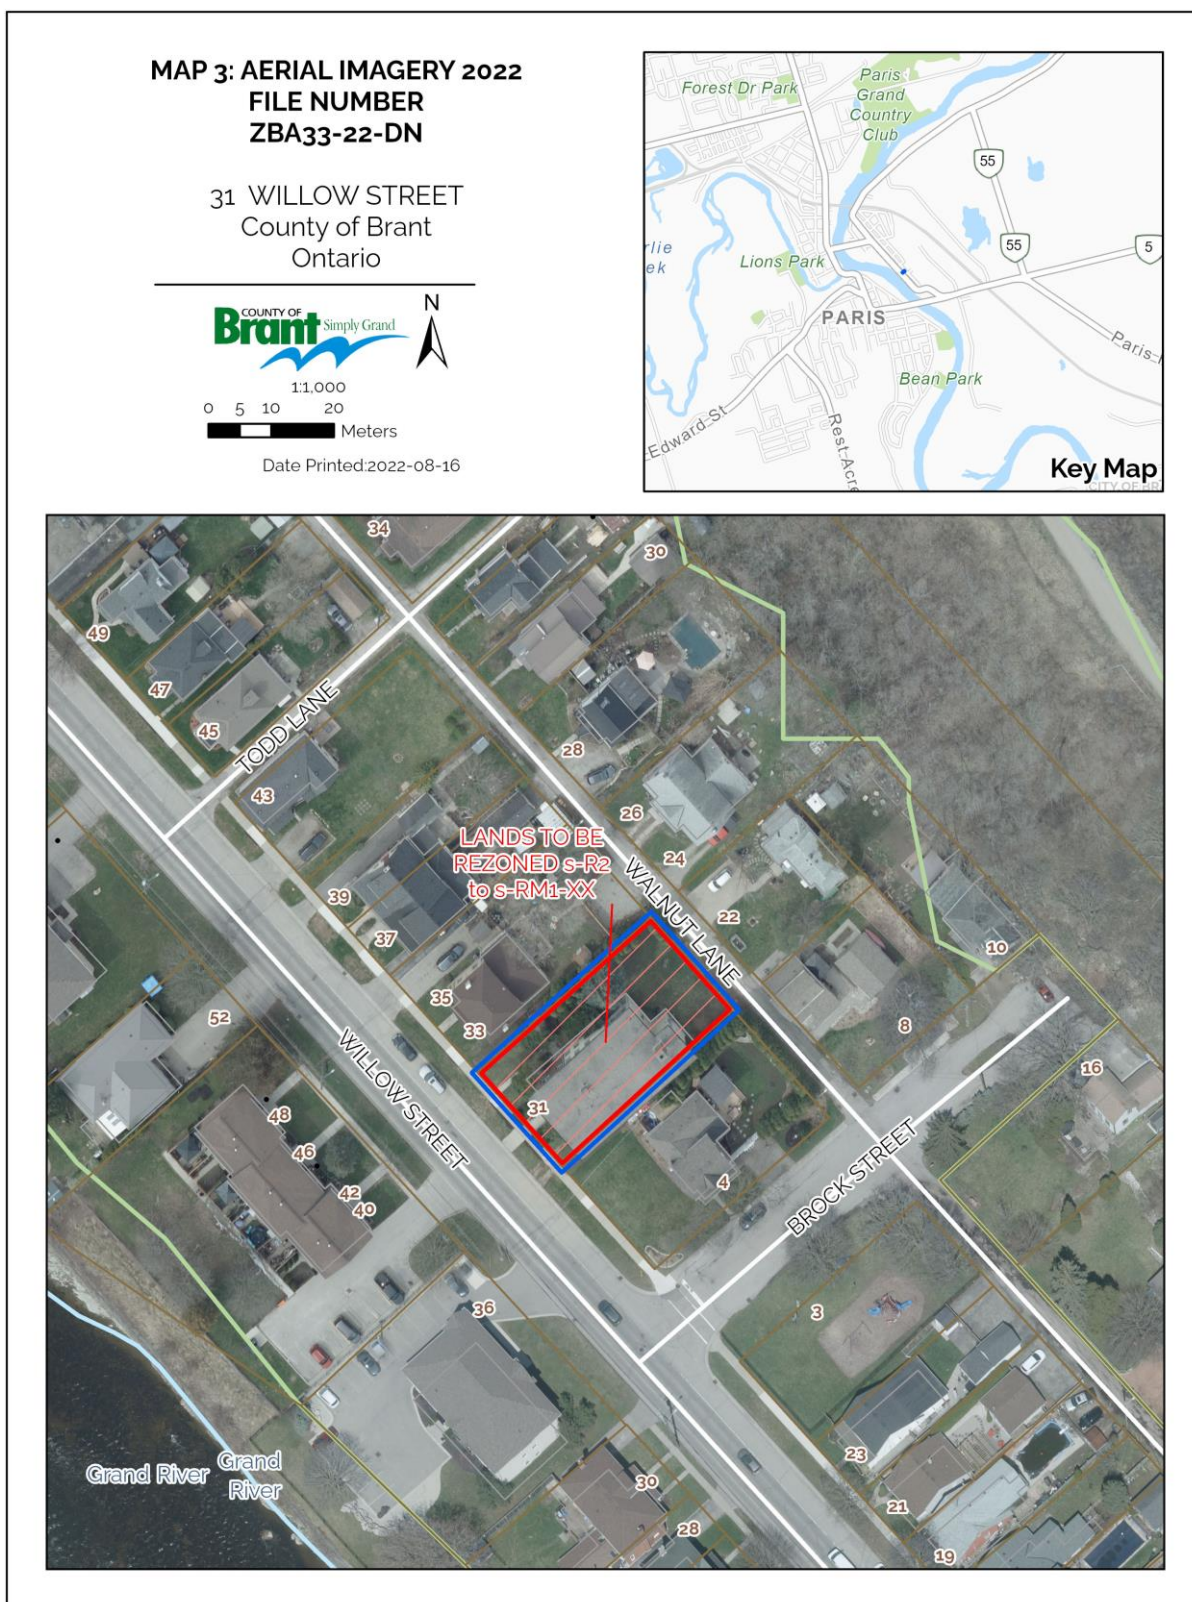 MAP 3: AERIAL IMAGERY 2022
FILE NUMBER
ZBA33-22-DN
31 WILLOW STREET
County of Brant
Ontario
COUNTY OF
Brant Simply Grand
N
1:1,000
0 5 10 20
Meters
Date Printed:2022-08-16
Forest Dr Park
Paris
Grand
Country
Club
55
55
5
Lions Park
PARIS
Bean Park
Edward St
Key Map
34
30
49
47
45
TODD LANE
43
28
26
24
22
LANDS TO BE
REZONED s-R2
to s-RM1-XX
WALNUT LANE
39
37
35
33
10
8
52
WILLOW STREET
31
16
48
46
42
40
4
BROCK STREET
36
3
23
21
19
30
28
Grand River
Grand
River